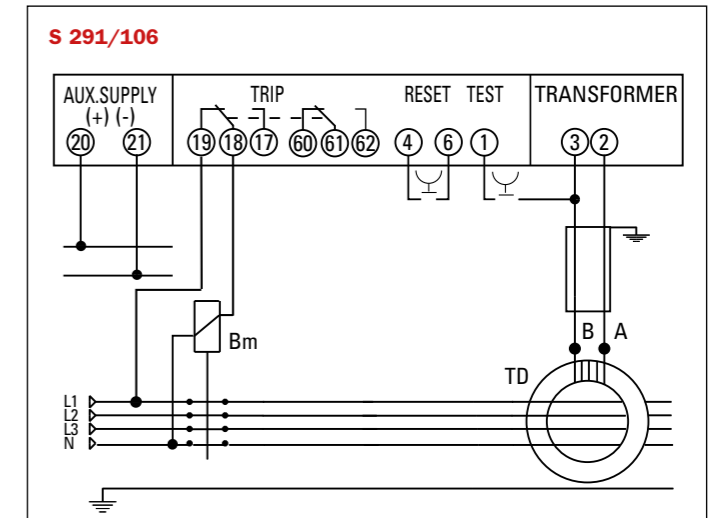 S 291/106
AUX.SUPPLY TRIP RESET TEST TRANSFORMER
(+) (-)
20 21 19 18 17 60 61 62 4 6 1 3 2
B A
Bm
TD
L1
L2
L3
N